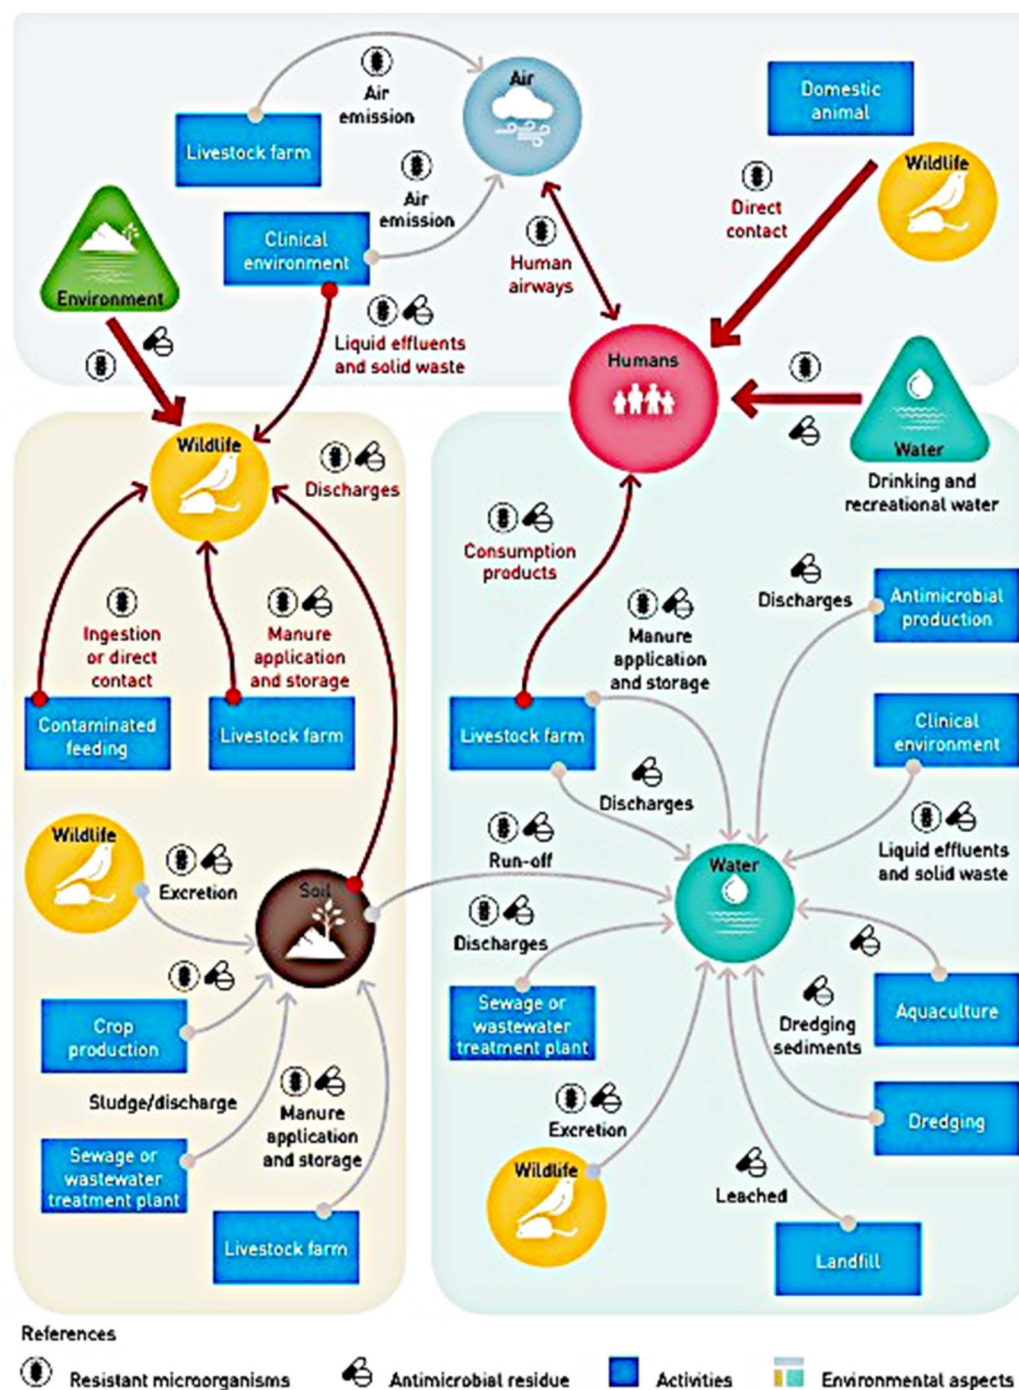 Air
Air
emission
Livestock farm
Air
emission
Clinical
environment
Domestic
animal
Wildlife
Direct
contact
Human
airways
Environment
Liquid effluents
and solid waste
Humans
Water
Drinking and
recreational water
Wildlife
Discharges
Ingestion
or direct
contact
Manure
application
and storage
Contaminated
feeding
Livestock farm
Consumption
products
Manure
application
and storage
Discharges
Antimicrobial
production
Livestock farm
Clinical
environment
Discharges
Liquid effluents
and solid waste
Wildlife
Excretion
Soil
Run-off
Water
Discharges
Crop
production
Sewage or
wastewater
treatment plant
Dredging
sediments
Aquaculture
Sludge/discharge
Manure
application
and storage
Sewage or
wastewater
treatment plant
Livestock farm
Excretion
Wildlife
Dredging
Leached
Landfill
References
Resistant microorganisms
Antimicrobial residue
Activities
Environmental aspects